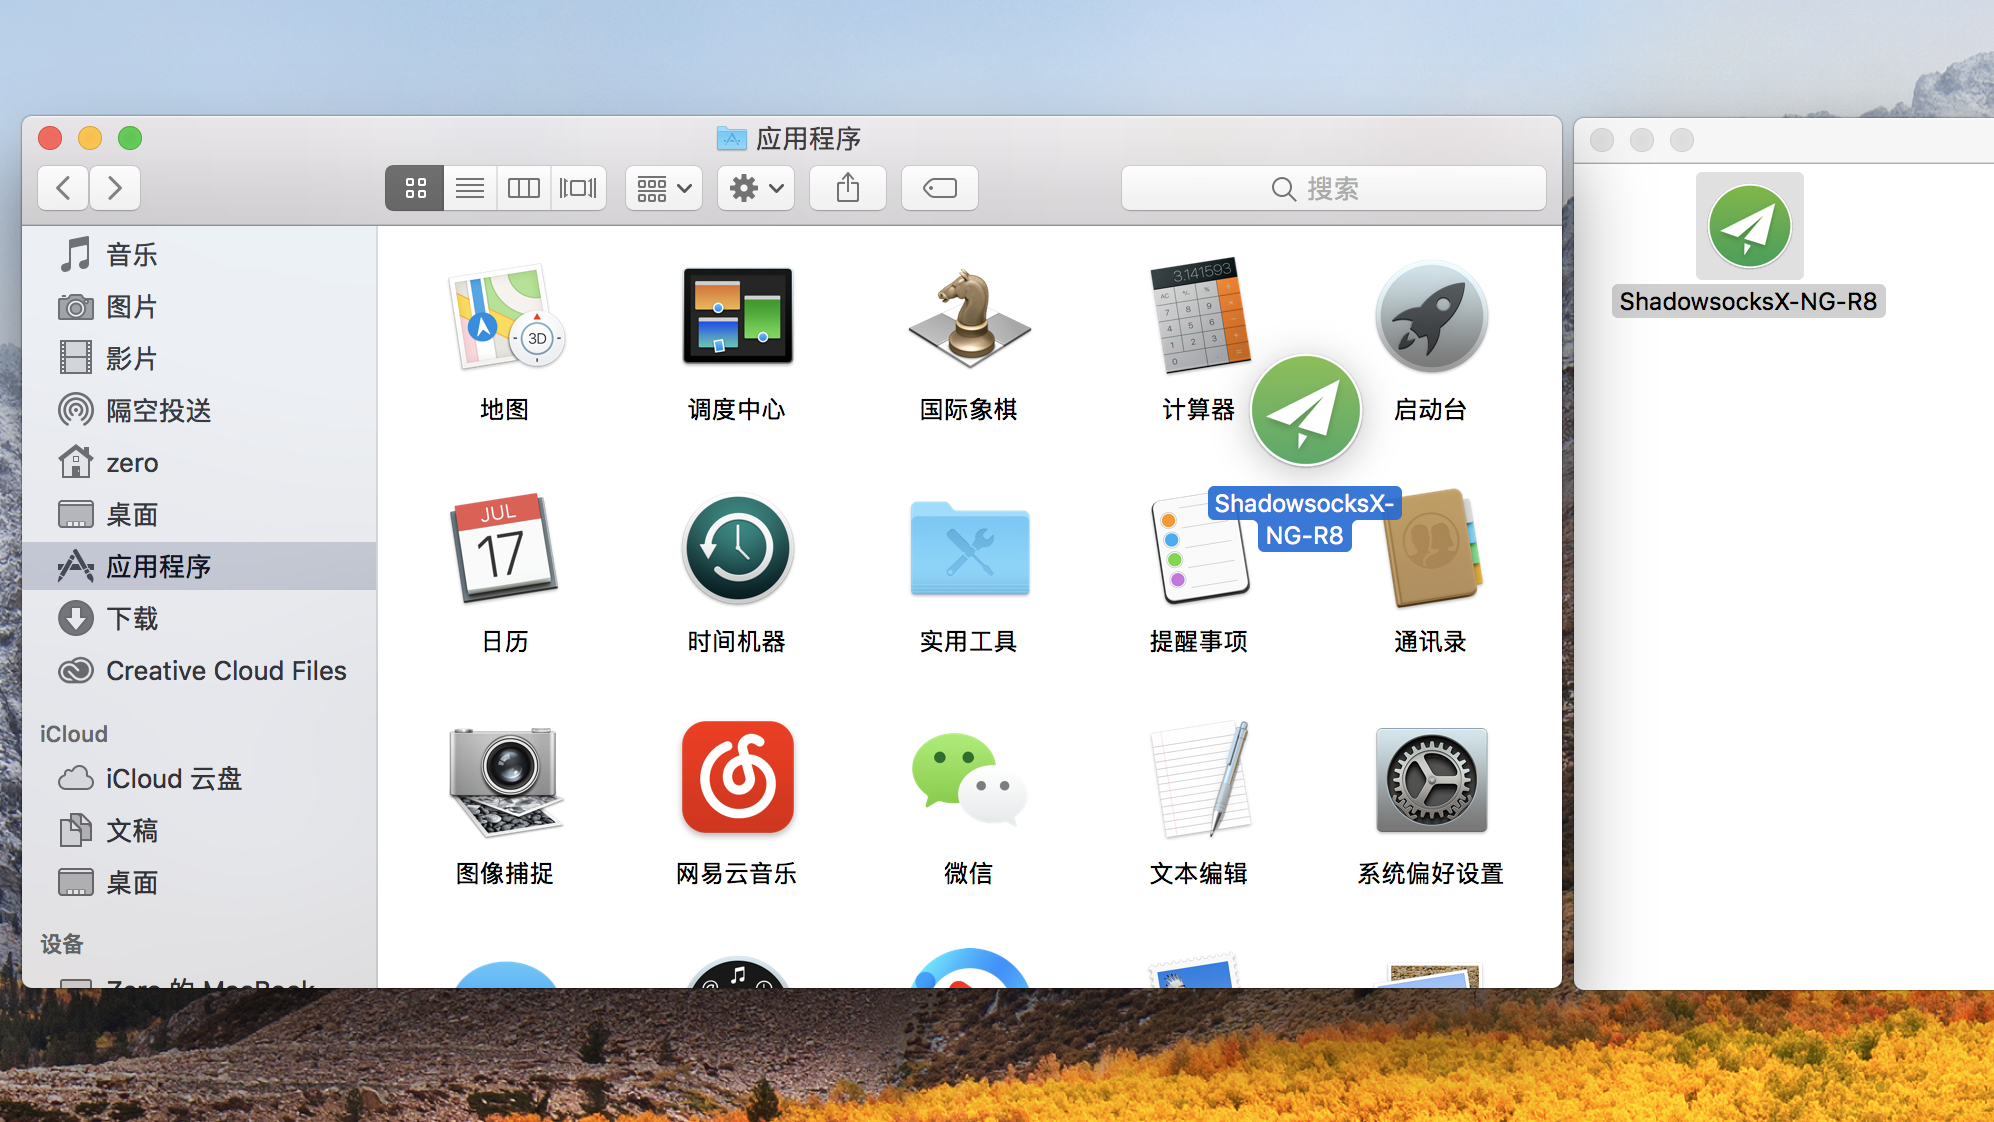 应用程序
搜索
音乐
图片
影片
隔空投送
zero
桌面
应用程序
下载
Creative Cloud Files
iCloud
iCloud 云盘
文稿
桌面
设备
Zero 的 MacBook
3D
地图
调度中心
国际象棋
3.141593
计算器
启动台
JUL
17
日历
时间机器
实用工具
提醒事项
通讯录
ShadowsocksX-
NG-R8
图像捕捉
网易云音乐
微信
文本编辑
系统偏好设置
ShadowsocksX-NG-R8